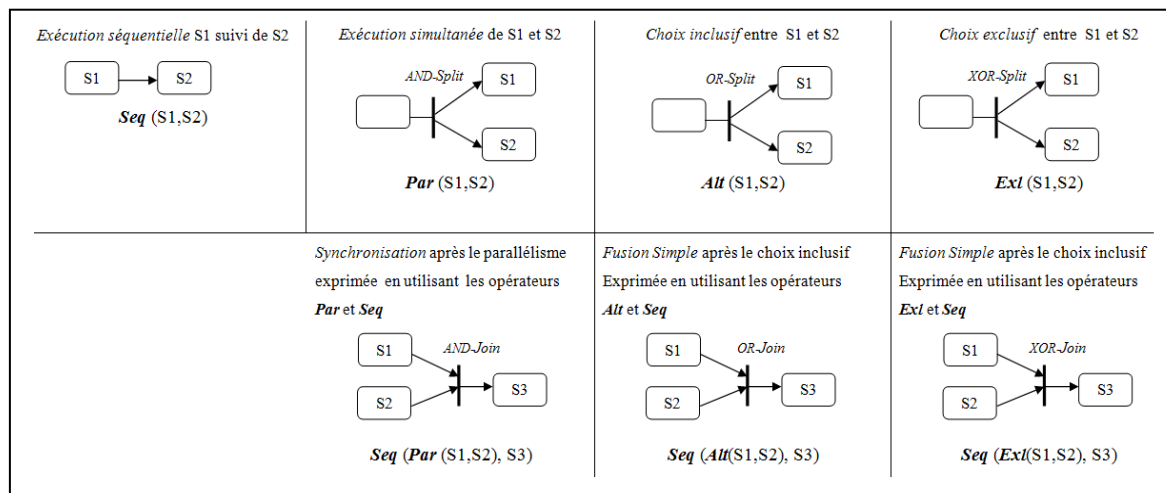 Exécution séquentielle S1 suivi de S2
S1
S2
Seq (S1,S2)
Exécution simultanée de S1 et S2
AND-Split
S1
S2
Par (S1,S2)
Choix inclusif entre S1 et S2
OR-Split
S1
S2
Alt (S1,S2)
Choix exclusif entre S1 et S2
XOR-Split
S1
S2
Exl (S1,S2)
Synchronisation après le parallélisme
exprimée en utilisant les opérateurs
Par et Seq
S1
AND-Join
S2
S3
Seq (Par (S1,S2), S3)
Fusion Simple après le choix inclusif
Exprimée en utilisant les opérateurs
Alt et Seq
S1
OR-Join
S2
S3
Seq (Alt(S1,S2), S3)
Fusion Simple après le choix inclusif
Exprimée en utilisant les opérateurs
Exl et Seq
S1
XOR-Join
S2
S3
Seq (Exl(S1,S2), S3)